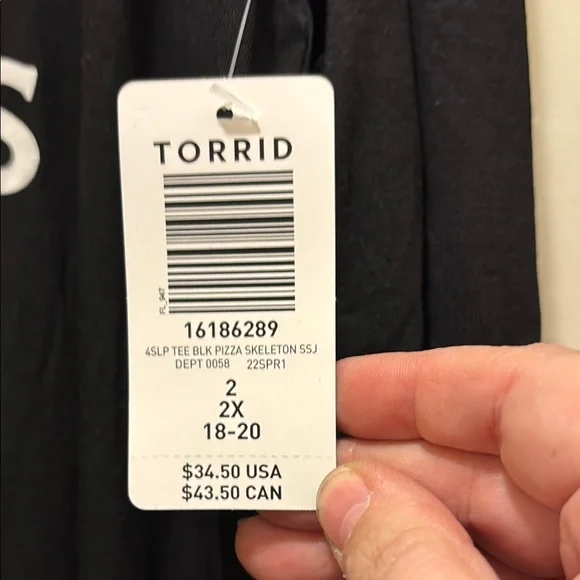 S
TORRID
FL_947
16186289
4SLP TEE BLK PIZZA SKELETON SSJ
DEPT 0058 22SPR1
2
2X
18-20
$34.50 USA
$43.50 CAN